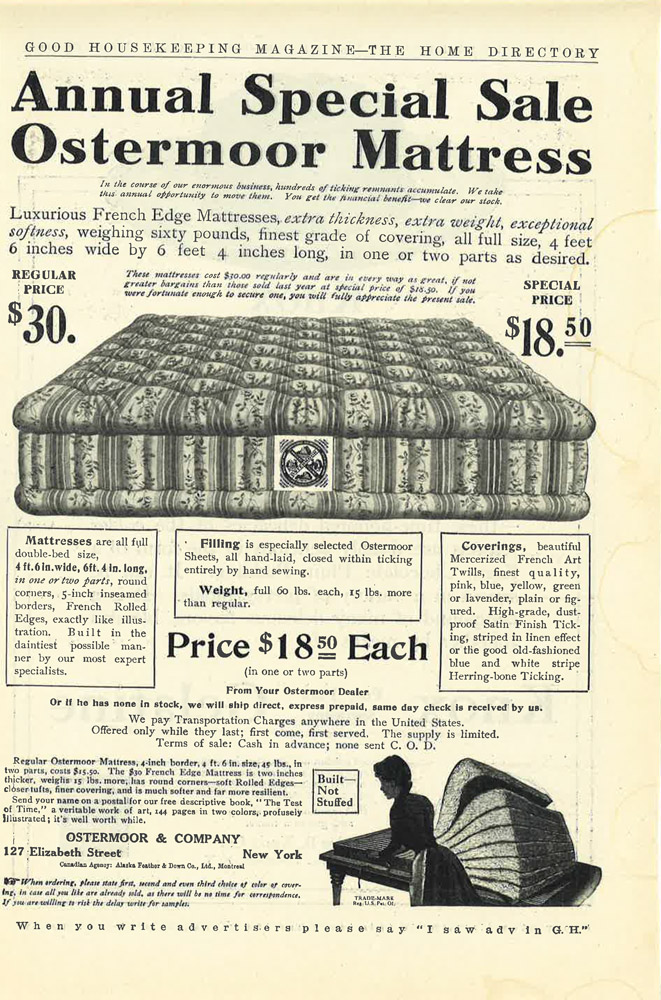 GOOD HOUSEKEEPING MAGAZINE—THE HOME DIRECTORY
Annual Special Sale
Ostermoor Mattress
In the course of our enormous business, hundreds of ticking remnants accumulate. We take
this annual opportunity to move them. You get the financial benefit—we clear our stock.
Luxurious French Edge Mattresses, extra thickness, extra weight, exceptional
softness, weighing sixty pounds, finest grade of covering, all full size, 4 feet
6 inches wide by 6 feet 4 inches long, in one or two parts as desired.
REGULAR
PRICE
$30.
These mattresses cost $30.00 regularly and are in every way as great, if not
greater bargains than those sold last year at special price of $18.50. If you
were fortunate enough to secure one, you will fully appreciate the present sale.
SPECIAL
PRICE
$18.50
Mattresses are all full
double-bed size,
4 ft. 6 in. wide, 6 ft. 4 in. long,
in one or two parts, round
corners, 5-inch inseamed
borders, French Rolled
Edges, exactly like illus-
tration. Built in the
daintiest possible man-
ner by our most expert
specialists.
Filling is especially selected Ostermoor
Sheets, all hand-laid, closed within ticking
entirely by hand sewing.
Weight, full 60 lbs. each, 15 lbs. more
than regular.
Coverings, beautiful
Mercerized French Art
Twills, finest quality,
pink, blue, yellow, green
or lavender, plain or fig-
ured. High-grade, dust-
proof Satin Finish Tick-
ing, striped in linen effect
or the good old-fashioned
blue and white stripe
Herring-bone Ticking.
Price $18 50 Each
(in one or two parts)
From Your Ostermoor Dealer
Or if he has none in stock, we will ship direct, express prepaid, same day check is received by us.
We pay Transportation Charges anywhere in the United States.
Offered only while they last; first come, first served. The supply is limited.
Terms of sale: Cash in advance; none sent C. O. D.
Regular Ostermoor Mattress, 4-inch border, 4 ft. 6 in. size, 45 lbs., in
two parts, costs $15.50. The $30 French Edge Mattress is two inches
thicker, weighs 15 lbs. more, has round corners—soft Rolled Edges—
closer tufts, finer covering, and is much softer and far more resilient.
Send your name on a postal for our free descriptive book, "The Test
of Time," a veritable work of art, 144 pages in two colors, profusely
illustrated; it's well worth while.
OSTERMOOR & COMPANY
127 Elizabeth Street New York
Canadian Agency: Alaska Feather & Down Co., Ltd., Montreal
When ordering, please state first, second and even third choice of color of cover-
ing, in case all you like are already sold, as there will be no time for correspondence.
If you are willing to risk the delay write for samples.
Built—
Not
Stuffed
TRADE-MARK
Reg. U.S. Pat. Of.
When you write advertisers please say "I saw adv in G. H."